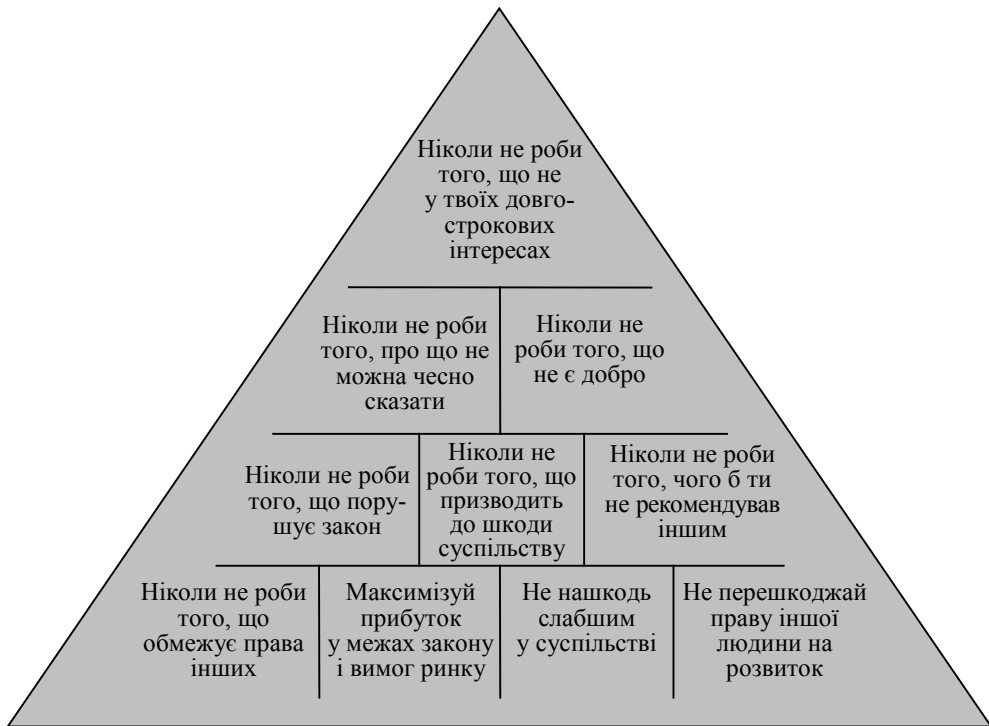 Ніколи не роби
того, що не
у твоїх довго-
строкових
інтересах
Ніколи не роби
того, про що не
можна чесно
сказати
Ніколи не
роби того, що
не є добро
Ніколи не роби
того, що пору-
шує закон
Ніколи не
роби того, що
призводить
до шкоди
суспільству
Ніколи не роби
того, чого б ти
не рекомендував
іншим
Ніколи не роби
того, що
обмежує права
інших
Максимізуй
прибуток
у межах закону
і вимог ринку
Не нашкодь
слабшим
у суспільстві
Не перешкоджай
праву іншої
людини на
розвиток